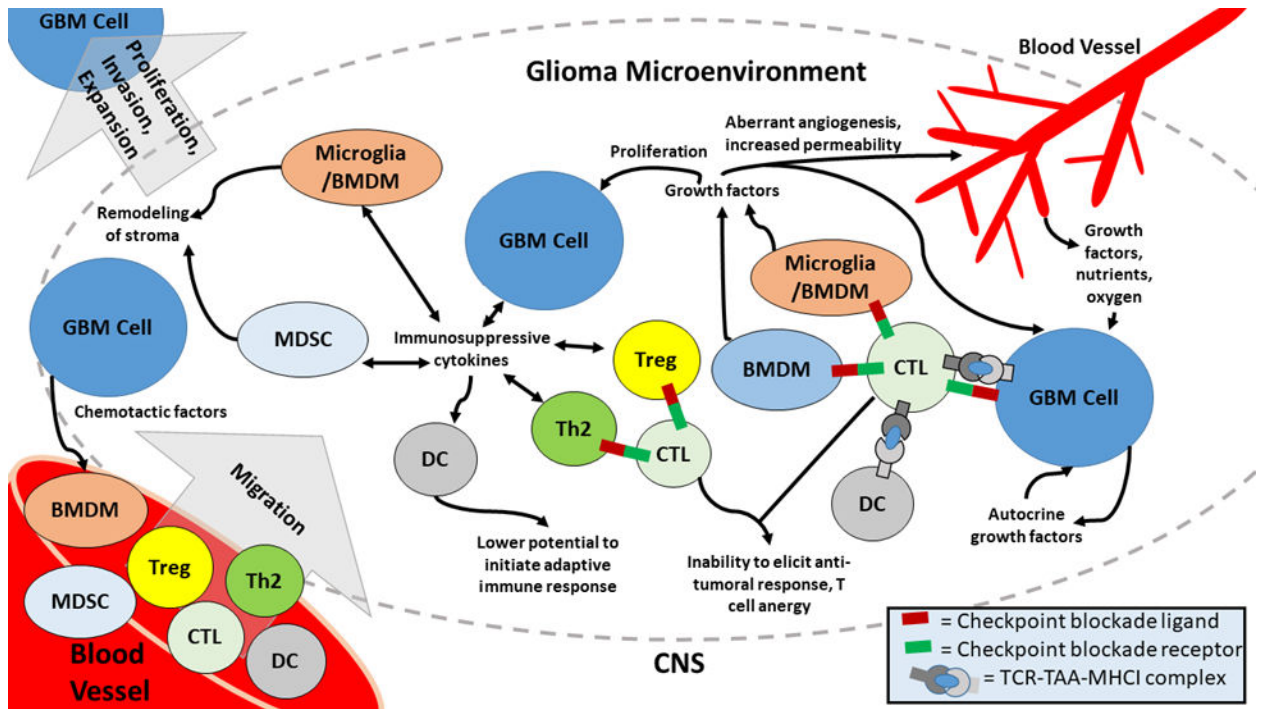 GBM Cell
Proliferation,
Invasion,
Expansion
Glioma Microenvironment
Blood Vessel
Microglia
/BMDM
Remodeling
of stroma
GBM Cell
MDSC
Chemotactic factors
Immunosuppressive
cytokines
GBM Cell
Proliferation
Growth factors
Aberrant angiogenesis,
increased permeability
Growth
factors,
nutrients,
oxygen
Microglia
/BMDM
BMDM
CTL
GBM Cell
Treg
Th2
CTL
DC
DC
Lower potential to
initiate adaptive
immune response
Inability to elicit anti-
tumoral response, T
cell anergy
Autocrine
growth factors
Migration
BMDM
Treg
Th2
MDSC
CTL
DC
Blood
Vessel
CNS
= Checkpoint blockade ligand
= Checkpoint blockade receptor
= TCR-TAA-MHCI complex